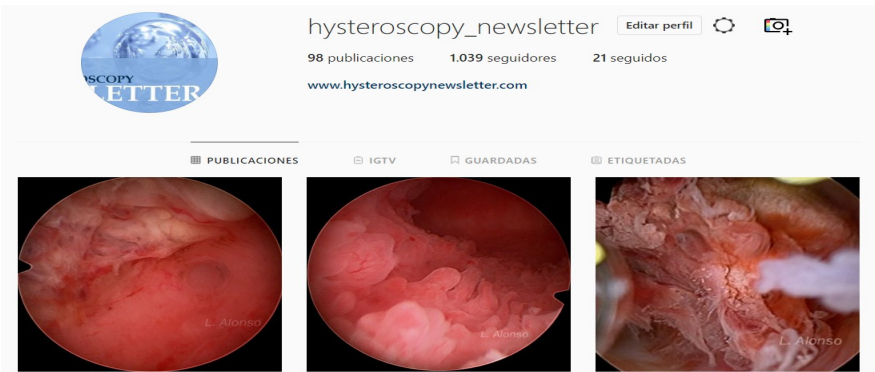 hysteroscopy_newsletter Editar perfil
98 publicaciones 1.039 seguidores 21 seguidos
www.hysteroscopynewsletter.com
OSCOPY
LETTER
PUBLICACIONES IGTV GUARDADAS ETIQUETADAS
L. Alonso
L. Alonso
L. Alonso